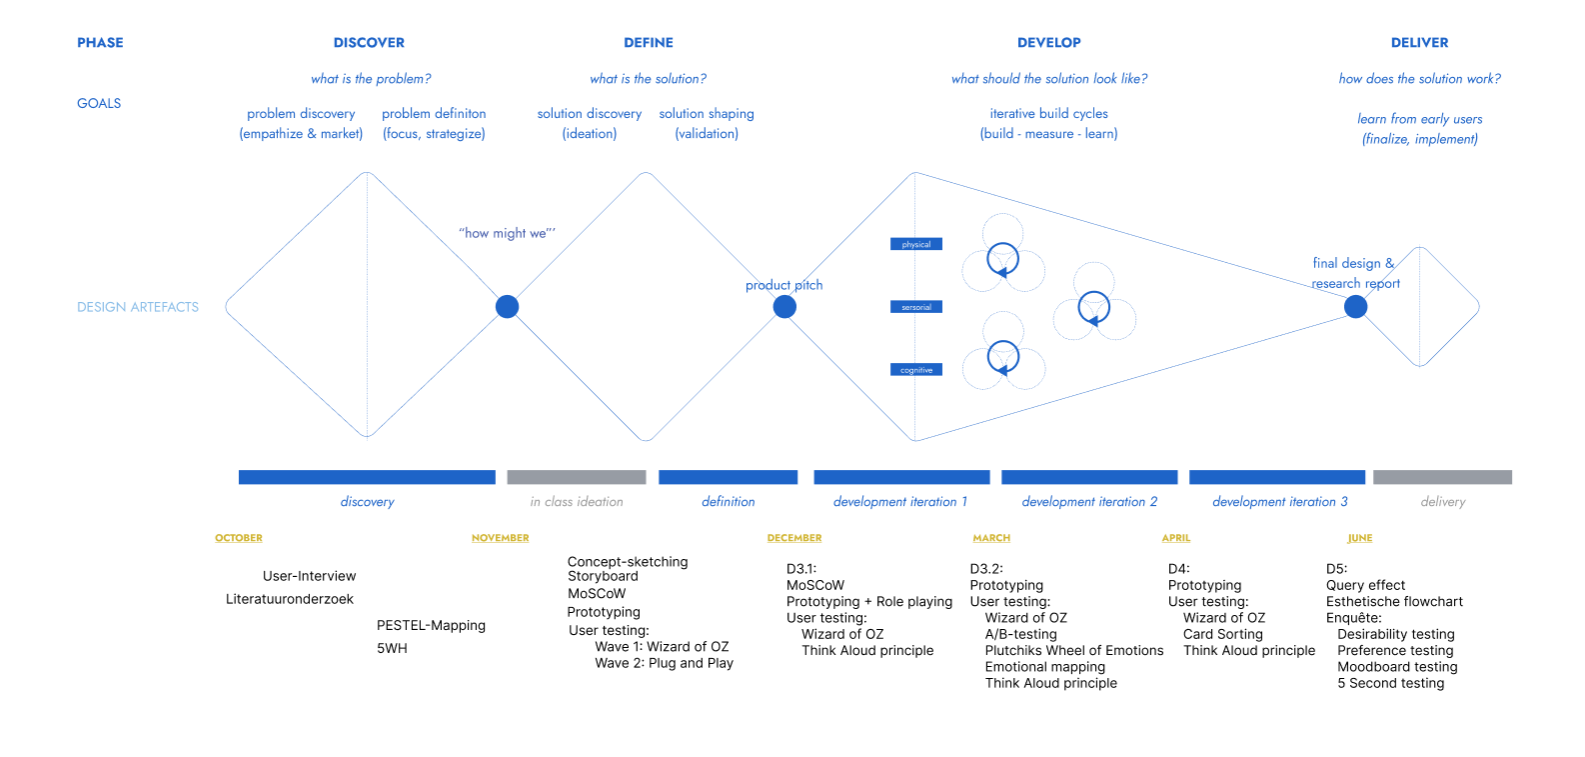 PHASE
DISCOVER
DEFINE
DEVELOP
DELIVER
what is the problem?
what is the solution?
what should the solution look like?
how does the solution work?
GOALS
problem discovery
(empathize & market)
problem definiton
(focus, strategize)
solution discovery
(ideation)
solution shaping
(validation)
iterative build cycles
(build - measure - learn)
learn from early users
(finalize, implement)
"how might we"'
product pitch
final design &
research report
DESIGN ARTEFACTS
physical
sersorial
cognitive
discovery
in class ideation
definition
development iteration 1
development iteration 2
development iteration 3
delivery
OCTOBER
NOVEMBER
DECEMBER
MARCH
APRIL
JUNE
User-Interview
Literatuuronderzoek
PESTEL-Mapping
5WH
Concept-sketching
Storyboard
MoSCoW
Prototyping
User testing:
Wave 1: Wizard of OZ
Wave 2: Plug and Play
D3.1:
MoSCoW
Prototyping + Role playing
User testing:
Wizard of OZ
Think Aloud principle
D3.2:
Prototyping
User testing:
Wizard of OZ
A/B-testing
Plutchiks Wheel of Emotions
Emotional mapping
Think Aloud principle
D4:
Prototyping
User testing:
Wizard of OZ
Card Sorting
Think Aloud principle
D5:
Query effect
Esthetische flowchart
Enquête:
Desirability testing
Preference testing
Moodboard testing
5 Second testing